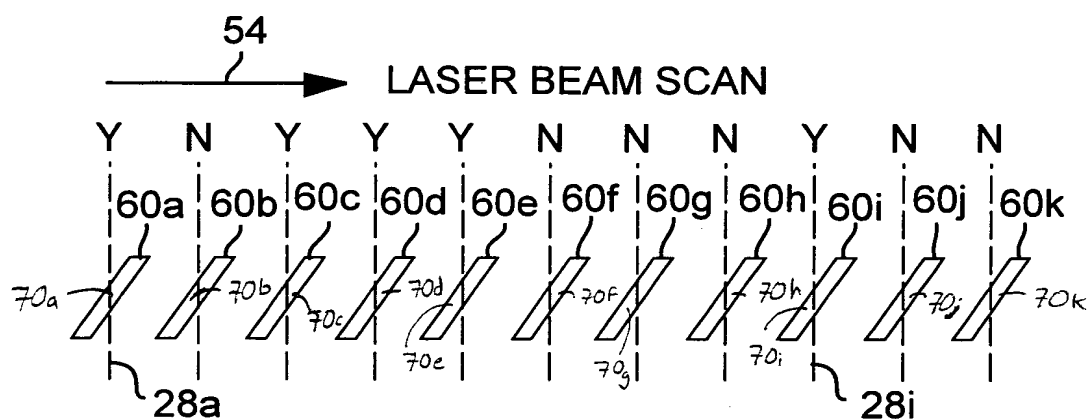 54
LASER BEAM SCAN
Y N Y Y Y N N N Y N N
60a 60b 60c 60d 60e 60f 60g 60h 60i 60j 60k
70a 70b 70c 70d 70e 70f 70g 70h 70i 70j 70k
28a 28i